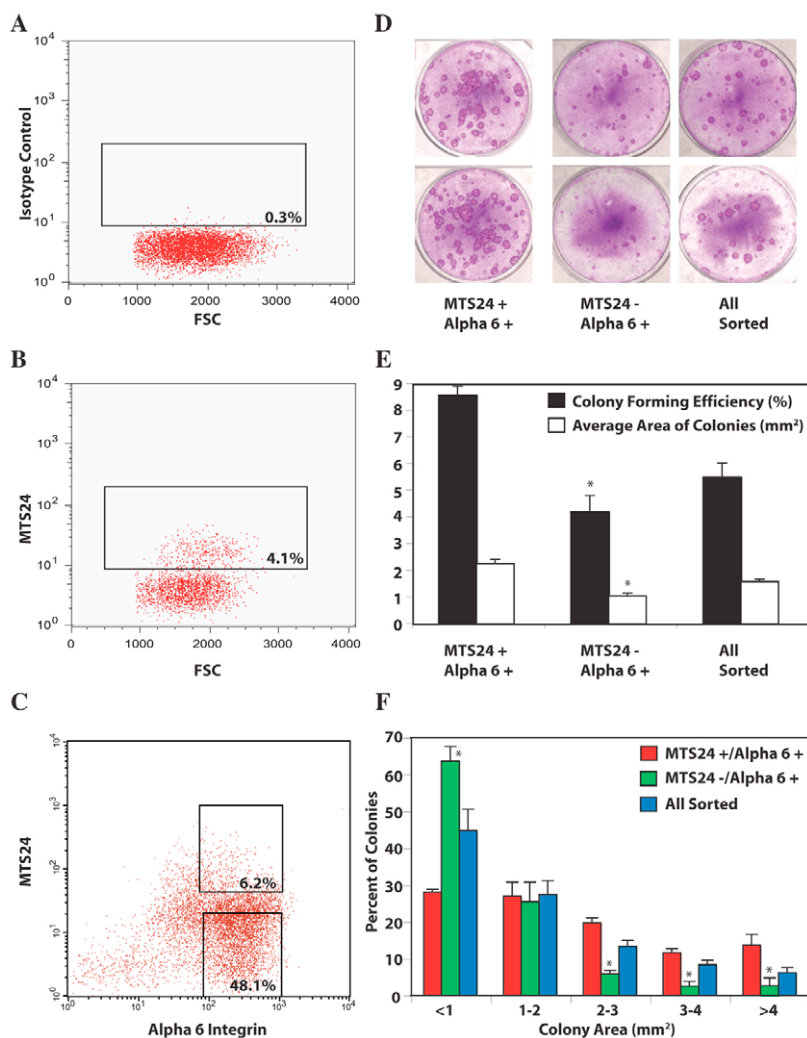 A
Isotype Control
10⁴
10³
10²
10¹
10⁰
0.3%
0 1000 2000 3000 4000
FSC
B
MTS24
10⁴
10³
10²
10¹
10⁰
4.1%
0 1000 2000 3000 4000
FSC
C
MTS24
10⁴
10³
10²
10¹
10⁰
6.2%
48.1%
10⁰ 10¹ 10² 10³ 10⁴
Alpha 6 Integrin
D
MTS24 + MTS24 - All
Alpha 6 + Alpha 6 + Sorted
E
9
8
7
6
5
4
3
2
1
0
Colony Forming Efficiency (%)
Average Area of Colonies (mm²)
*
*
MTS24 + MTS24 - All
Alpha 6 + Alpha 6 + Sorted
F
Percent of Colonies
70
60
50
40
30
20
10
0
MTS24 +/Alpha 6 +
MTS24 -/Alpha 6 +
All Sorted
*
* * *
<1 1-2 2-3 3-4 >4
Colony Area (mm²)